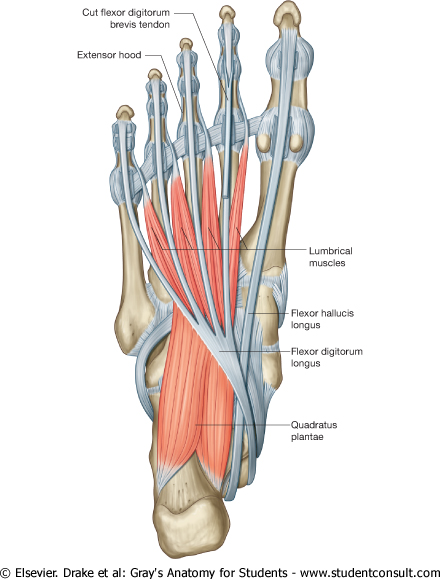 Cut flexor digitorum
brevis tendon
Extensor hood
Lumbrical
muscles
Flexor hallucis
longus
Flexor digitorum
longus
Quadratus
plantae
© Elsevier. Drake et al: Gray's Anatomy for Students - www.studentconsult.com